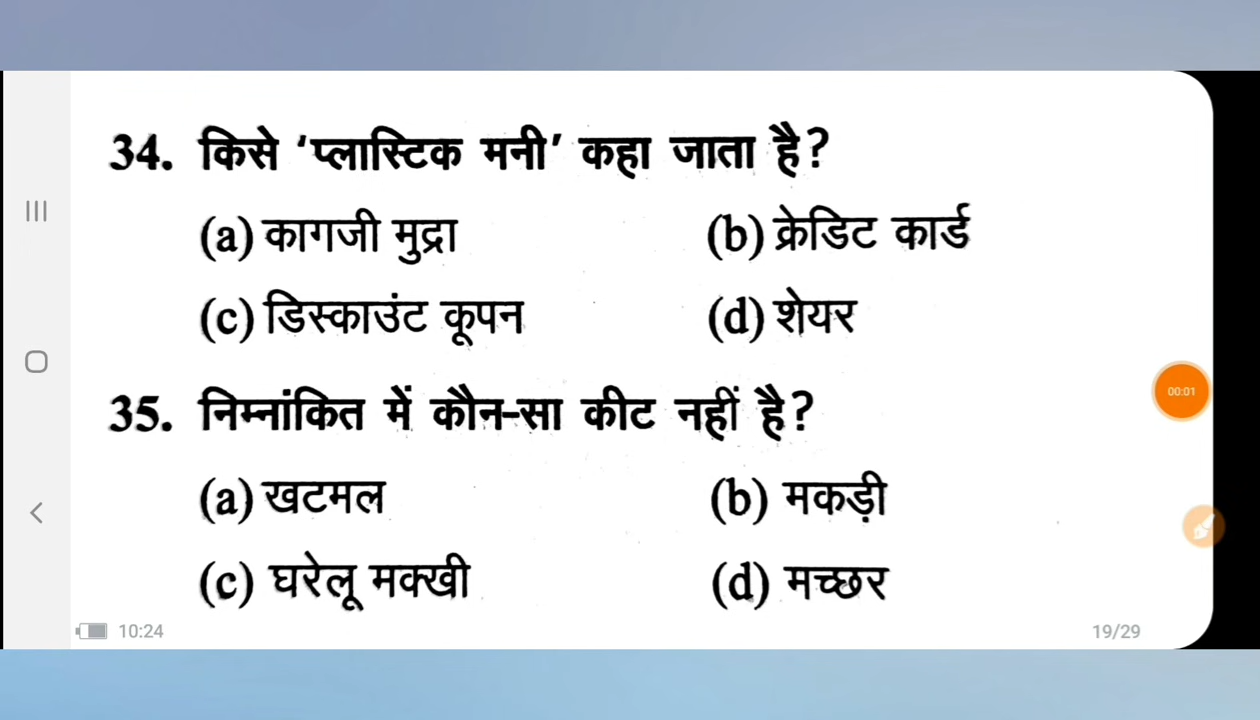 34. किसे 'प्लास्टिक मनी' कहा जाता है?
(a) कागजी मुद्रा (b) क्रेडिट कार्ड
(c) डिस्काउंट कूपन (d) शेयर
00:01
35. निम्नांकित में कौन-सा कीट नहीं है?
(a) खटमल (b) मकड़ी
(c) घरेलू मक्खी (d) मच्छर
10:24 19/29